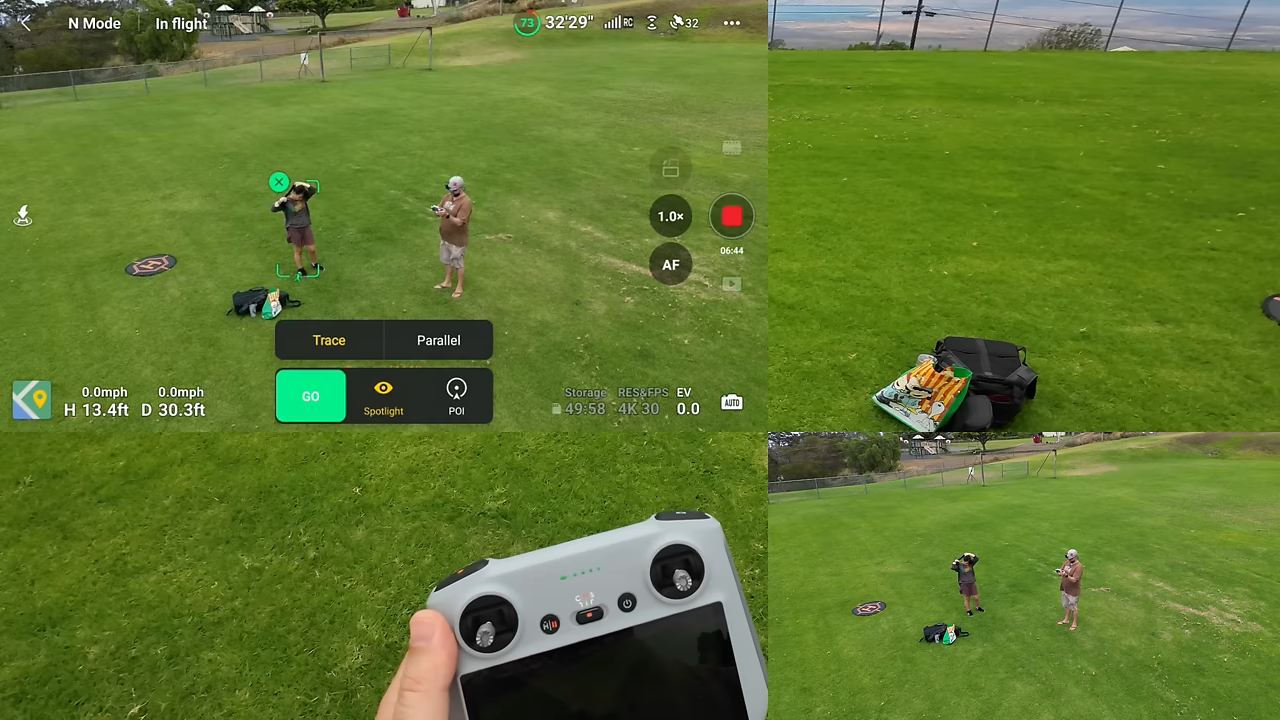 N Mode
In flight
73 32'29" RC 32
1.0×
06:44
AF
H
Trace Parallel
GO Spotlight POI
0.0mph 0.0mph
H 13.4ft D 30.3ft
Storage RES&FPS EV
49:58 4K 30 0.0
AUTO